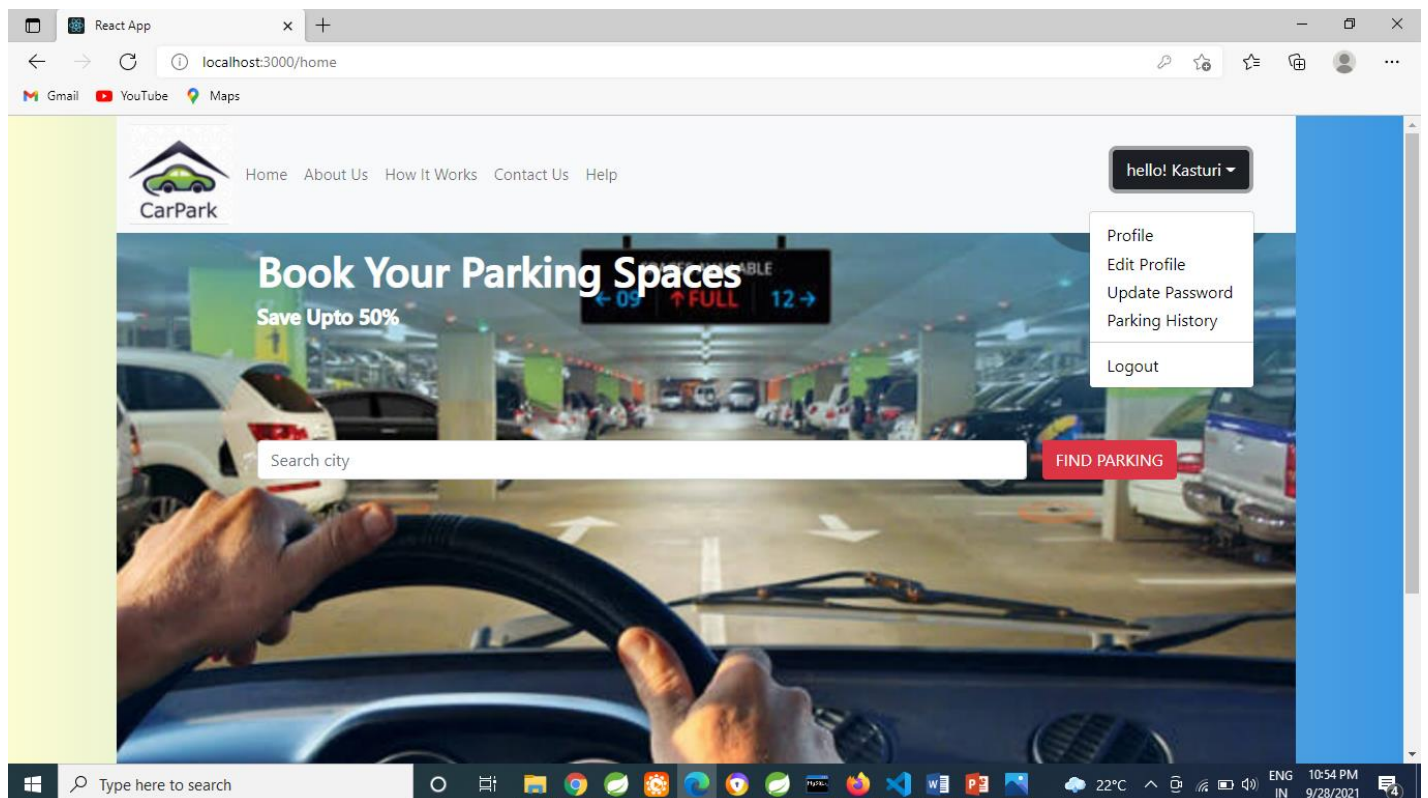 React App
localhost:3000/home
Gmail YouTube Maps
CarPark
Home About Us How It Works Contact Us Help
hello! Kasturi
Profile
Edit Profile
Update Password
Parking History
Logout
Book Your Parking Spaces
Save Upto 50%
← 09 ↑ FULL 12 →
Search city
FIND PARKING
Type here to search
22°C
ENG
IN
10:54 PM
9/28/2021
4